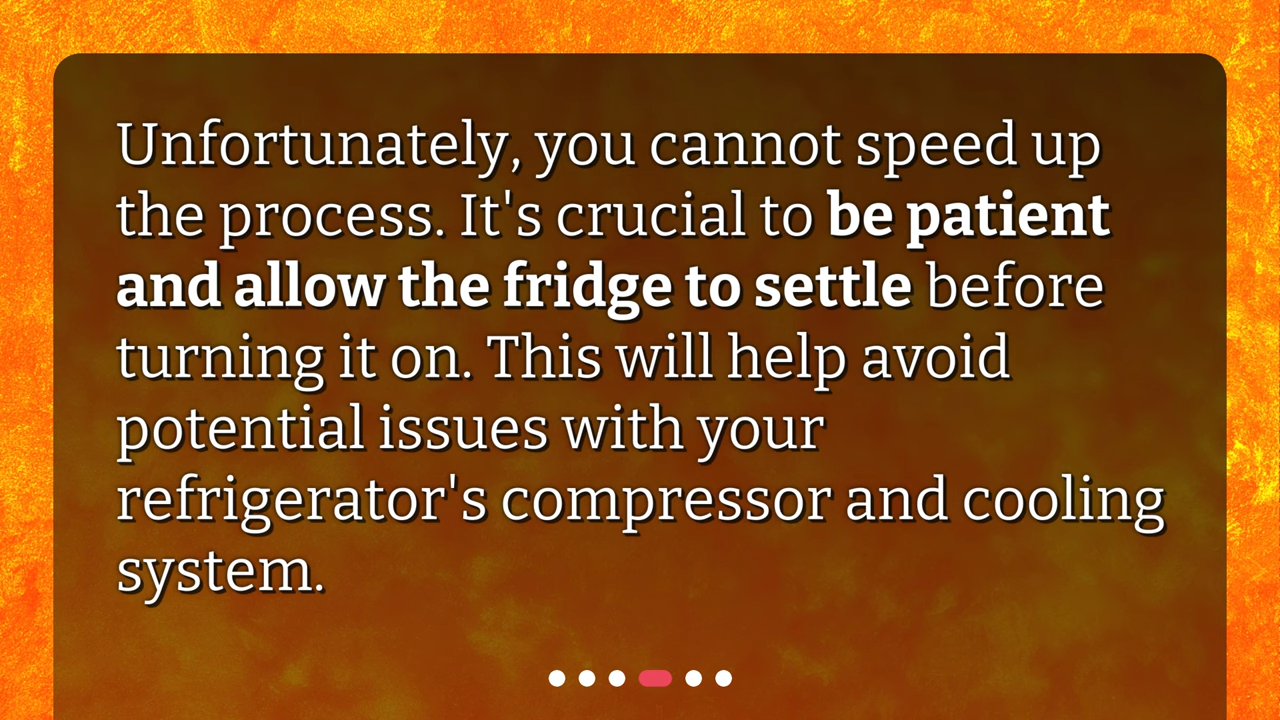 Unfortunately, you cannot speed up
the process. It's crucial to be patient
and allow the fridge to settle before
turning it on. This will help avoid
potential issues with your
refrigerator's compressor and cooling
system.